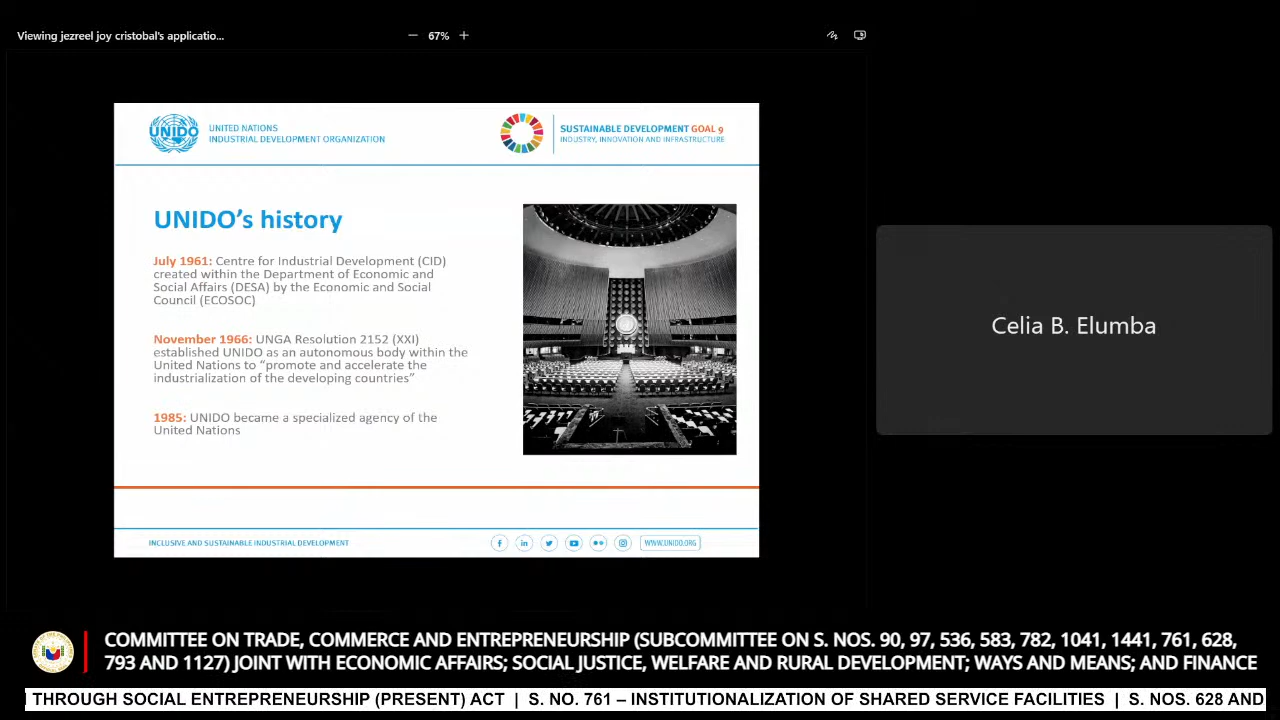 Viewing jezreel joy cristobal's applicatio...
67%
UNIDO
UNITED NATIONS
INDUSTRIAL DEVELOPMENT ORGANIZATION
SUSTAINABLE DEVELOPMENT GOAL 9
INDUSTRY, INNOVATION AND INFRASTRUCTURE
UNIDO's history
July 1961: Centre for Industrial Development (CID)
created within the Department of Economic and
Social Affairs (DESA) by the Economic and Social
Council (ECOSOC)
November 1966: UNGA Resolution 2152 (XXI)
established UNIDO as an autonomous body within the
United Nations to “promote and accelerate the
industrialization of the developing countries”
1985: UNIDO became a specialized agency of the
United Nations
INCLUSIVE AND SUSTAINABLE INDUSTRIAL DEVELOPMENT
WWW.UNIDO.ORG
Celia B. Elumba
COMMITTEE ON TRADE, COMMERCE AND ENTREPRENEURSHIP (SUBCOMMITTEE ON S. NOS. 90, 97, 536, 583, 782, 1041, 1441, 761, 628,
793 AND 1127) JOINT WITH ECONOMIC AFFAIRS; SOCIAL JUSTICE, WELFARE AND RURAL DEVELOPMENT; WAYS AND MEANS; AND FINANCE
THROUGH SOCIAL ENTREPRENEURSHIP (PRESENT) ACT | S. NO. 761 – INSTITUTIONALIZATION OF SHARED SERVICE FACILITIES | S. NOS. 628 AND